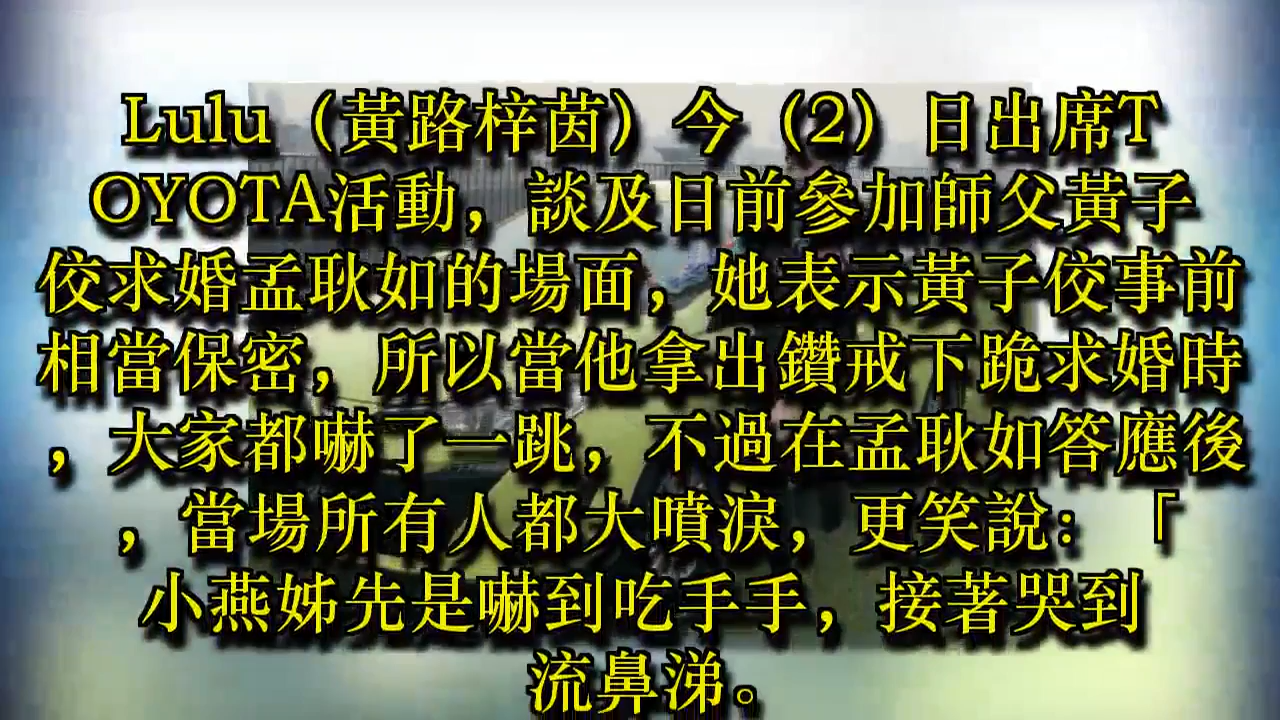 Lulu（黃路梓茵）今（2）日出席T
OYOTA活動，談及日前參加師父黃子
佼求婚孟耿如的場面，她表示黃子佼事前
相當保密，所以當他拿出鑽戒下跪求婚時
，大家都嚇了一跳，不過在孟耿如答應後
，當場所有人都大噴淚，更笑說：「
小燕姊先是嚇到吃手手，接著哭到
流鼻涕。